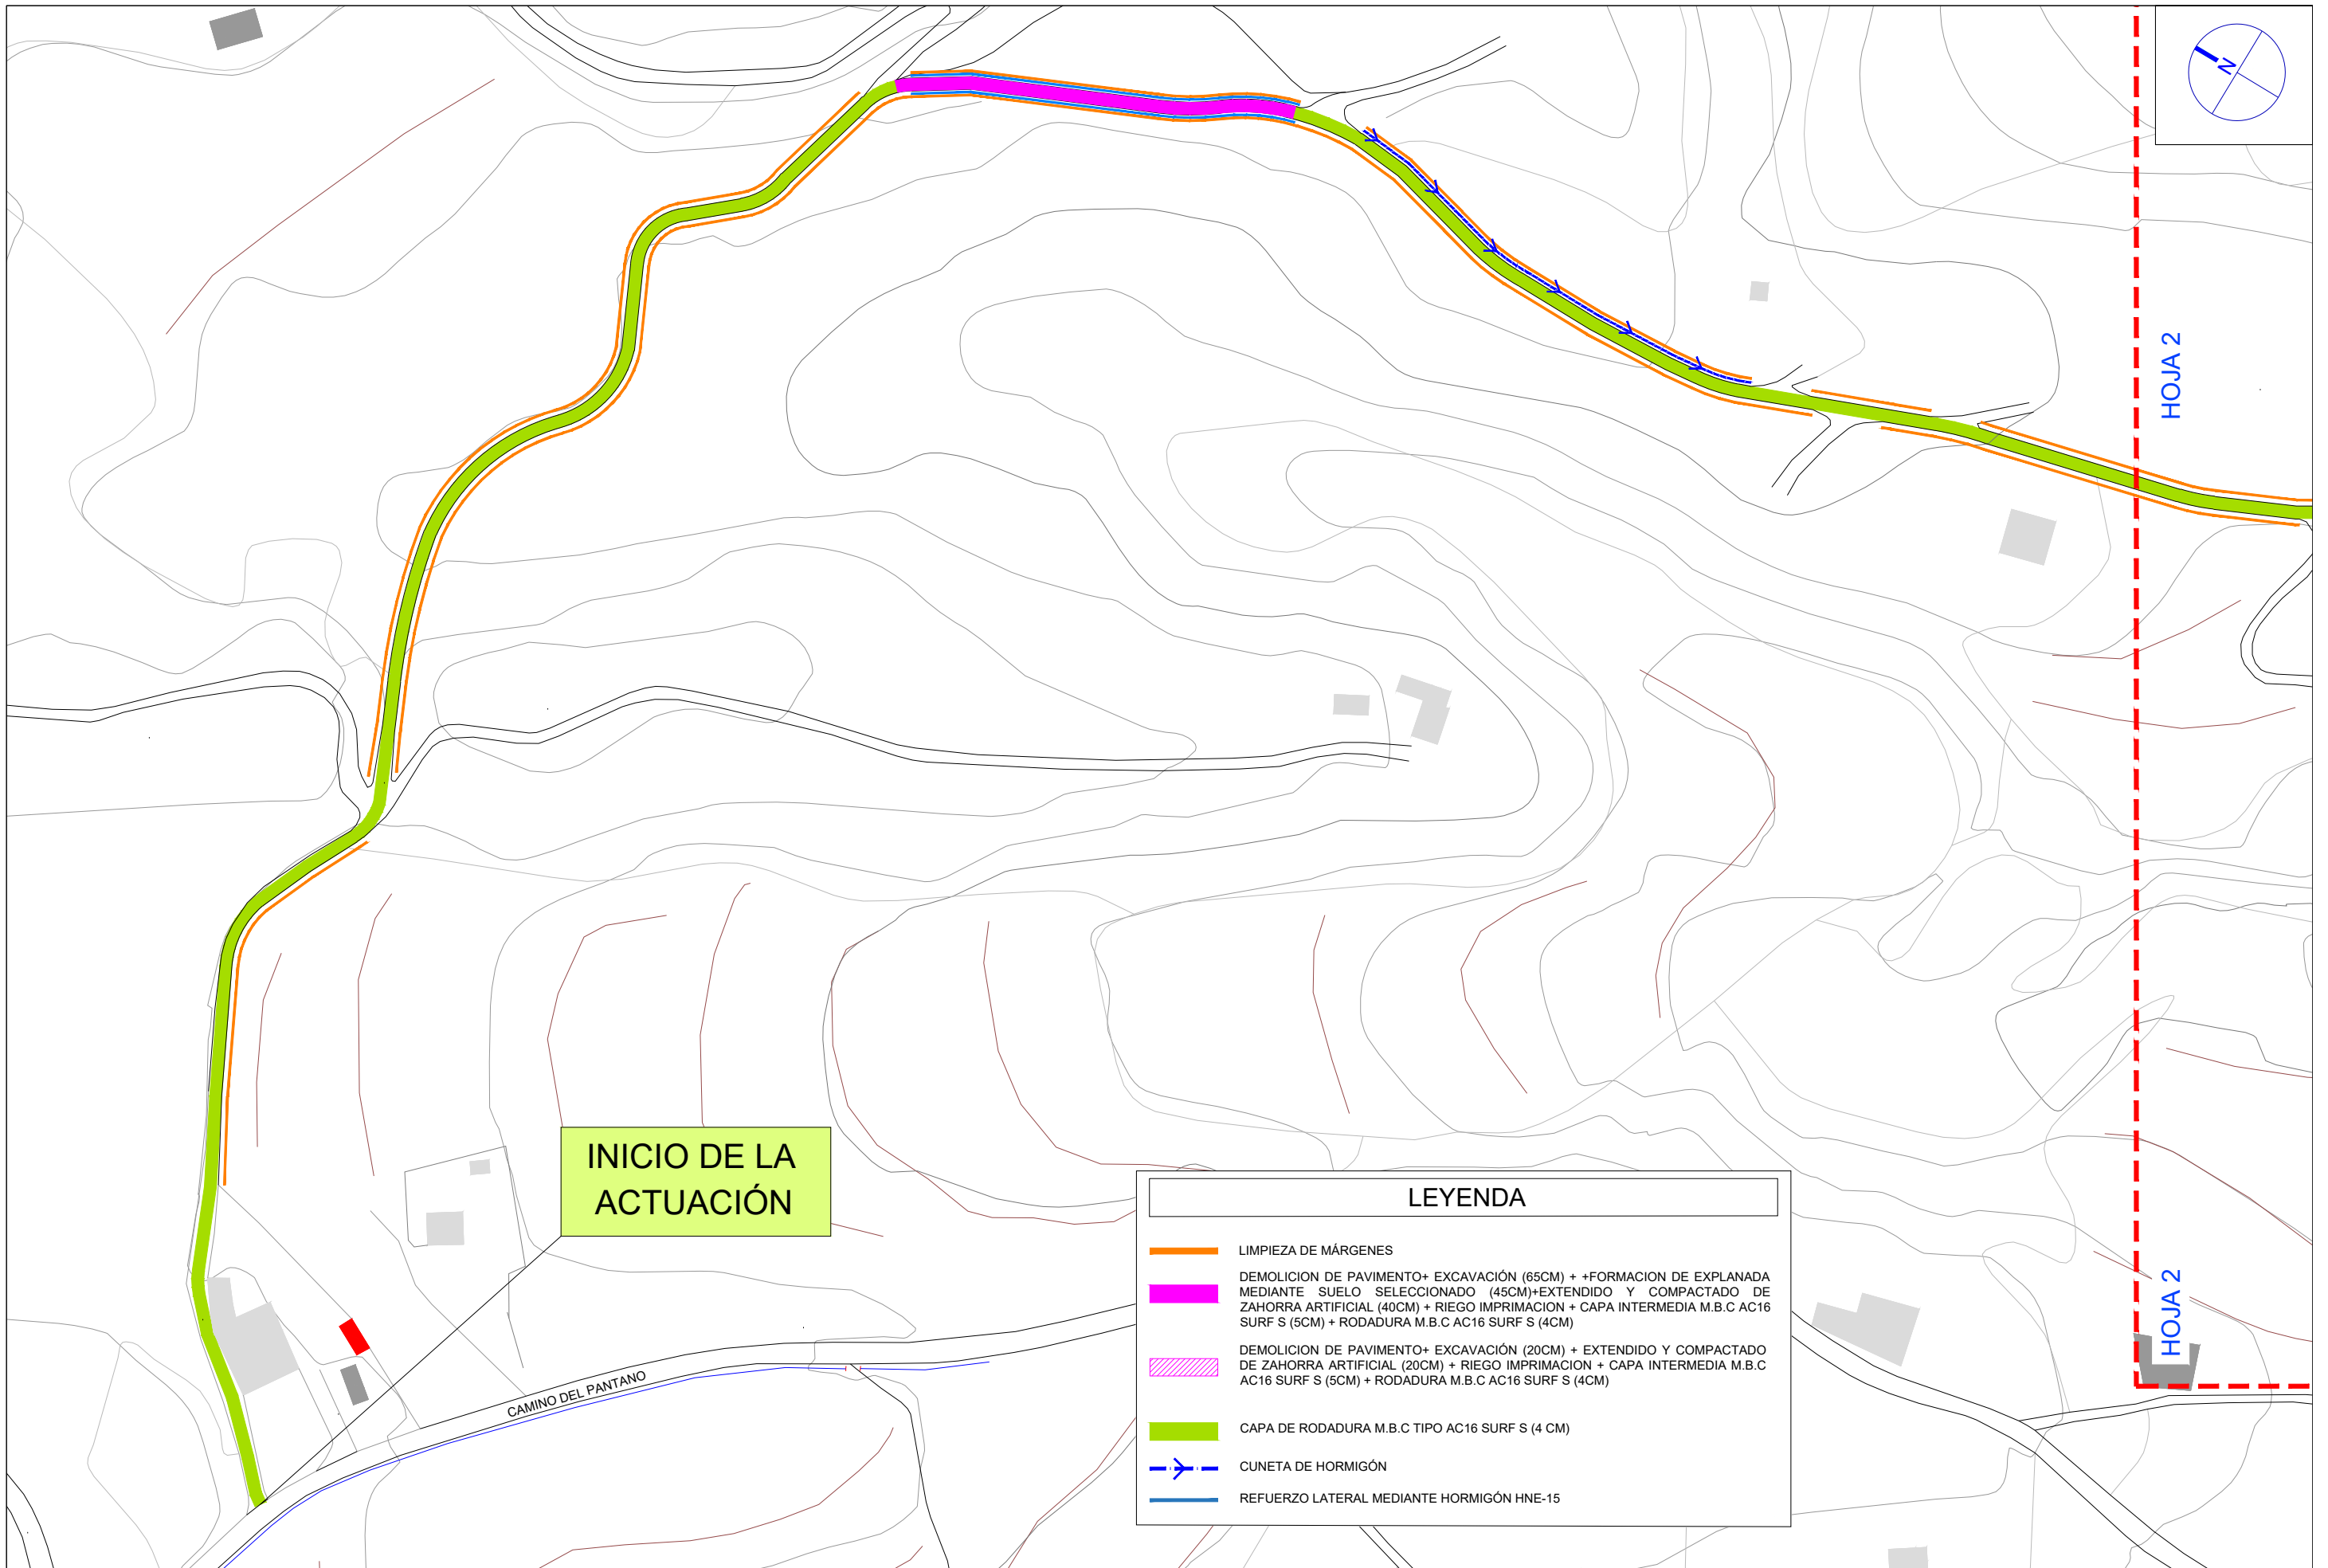 N
HOJA 2
INICIO DE LA
ACTUACIÓN
CAMINO DEL PANTANO
HOJA 2
LEYENDA
LIMPIEZA DE MÁRGENES
DEMOLICION DE PAVIMENTO+ EXCAVACIÓN (65CM) + +FORMACION DE EXPLANADA
MEDIANTE SUELO SELECCIONADO (45CM)+EXTENDIDO Y COMPACTADO DE
ZAHORRA ARTIFICIAL (40CM) + RIEGO IMPRIMACION + CAPA INTERMEDIA M.B.C AC16
SURF S (5CM) + RODADURA M.B.C AC16 SURF S (4CM)
DEMOLICION DE PAVIMENTO+ EXCAVACIÓN (20CM) + EXTENDIDO Y COMPACTADO
DE ZAHORRA ARTIFICIAL (20CM) + RIEGO IMPRIMACION + CAPA INTERMEDIA M.B.C
AC16 SURF S (5CM) + RODADURA M.B.C AC16 SURF S (4CM)
CAPA DE RODADURA M.B.C TIPO AC16 SURF S (4 CM)
CUNETA DE HORMIGÓN
REFUERZO LATERAL MEDIANTE HORMIGÓN HNE-15